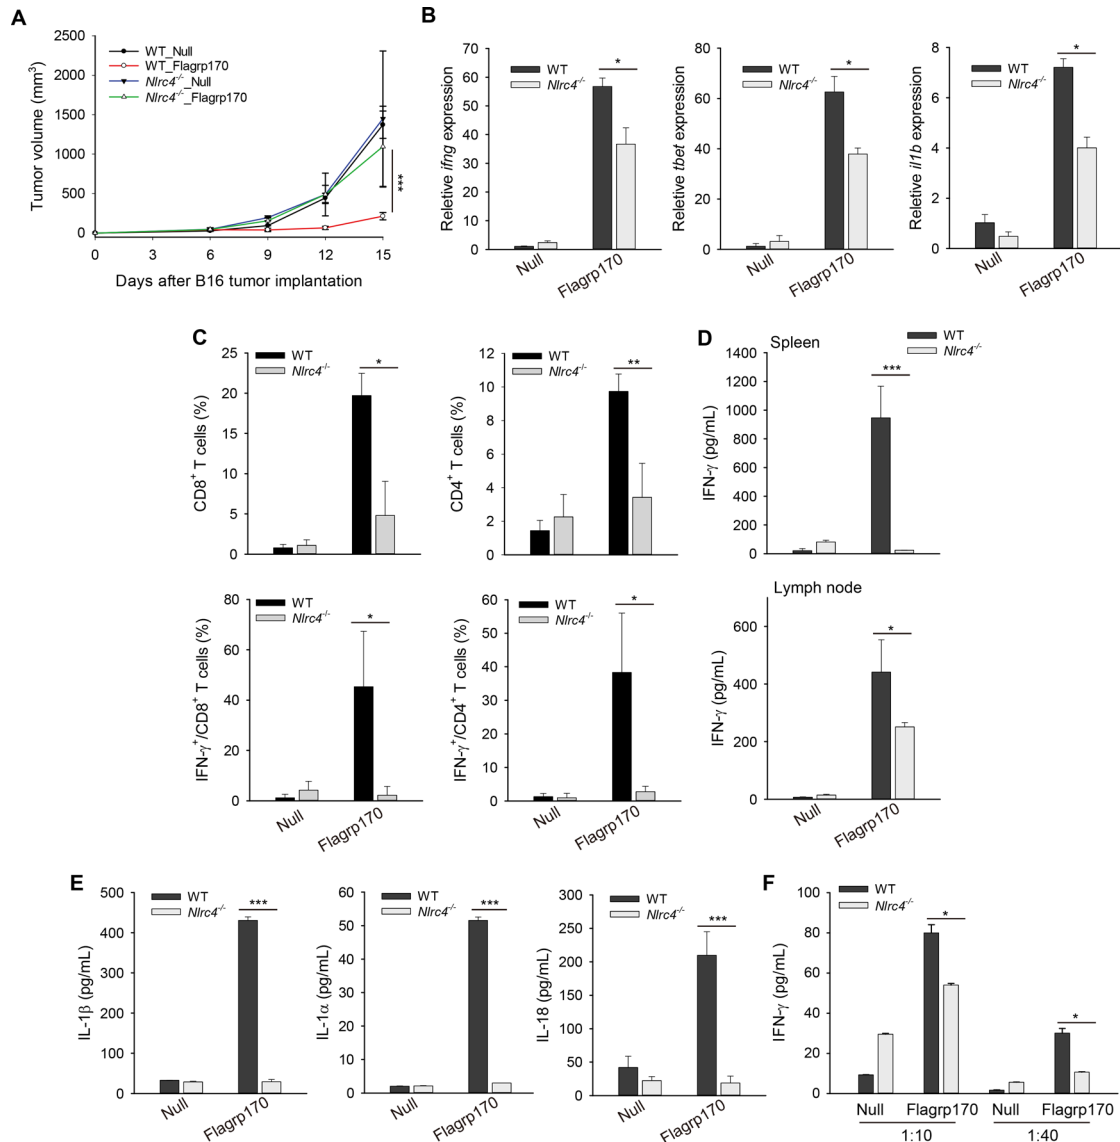 A
Tumor volume (mm³)
2500
2000
1500
1000
500
0
WT_Null
WT_Flagrp170
Nlrc4⁻/⁻_Null
Nlrc4⁻/⁻_Flagrp170
***
0 3 6 9 12 15
Days after B16 tumor implantation
B
Reletive ifng expression
70
60
50
40
30
20
10
0
WT
Nlrc4⁻/⁻
*
Null Flagrp170
Reletive tbet expression
80
60
40
20
0
WT
Nlrc4⁻/⁻
*
Null Flagrp170
Reletive il1b expression
8
6
4
2
0
WT
Nlrc4⁻/⁻
*
Null Flagrp170
C
CD8⁺ T cells (%)
25
20
15
10
5
0
WT
Nlrc4⁻/⁻
*
CD4⁺ T cells (%)
12
10
8
6
4
2
0
WT
Nlrc4⁻/⁻
**
IFN-γ⁺/CD8⁺ T cells (%)
80
60
40
20
0
WT
Nlrc4⁻/⁻
*
Null Flagrp170
IFN-γ⁺/CD4⁺ T cells (%)
60
50
40
30
20
10
0
WT
Nlrc4⁻/⁻
*
Null Flagrp170
D
WT
Nlrc4⁻/⁻
Spleen
IFN-γ (pg/mL)
1400
1200
1000
800
600
400
200
0
***
Lymph node
IFN-γ (pg/mL)
600
400
200
0
*
Null Flagrp170
E
IL-1β (pg/mL)
500
400
300
200
100
0
WT
Nlrc4⁻/⁻
***
Null Flagrp170
IL-1α (pg/mL)
60
50
40
30
20
10
0
WT
Nlrc4⁻/⁻
***
Null Flagrp170
IL-18 (pg/mL)
300
250
200
150
100
50
0
WT
Nlrc4⁻/⁻
***
Null Flagrp170
F
IFN-γ (pg/mL)
100
80
60
40
20
0
WT
Nlrc4⁻/⁻
*
*
Null Flagrp170 Null Flagrp170
1:10 1:40